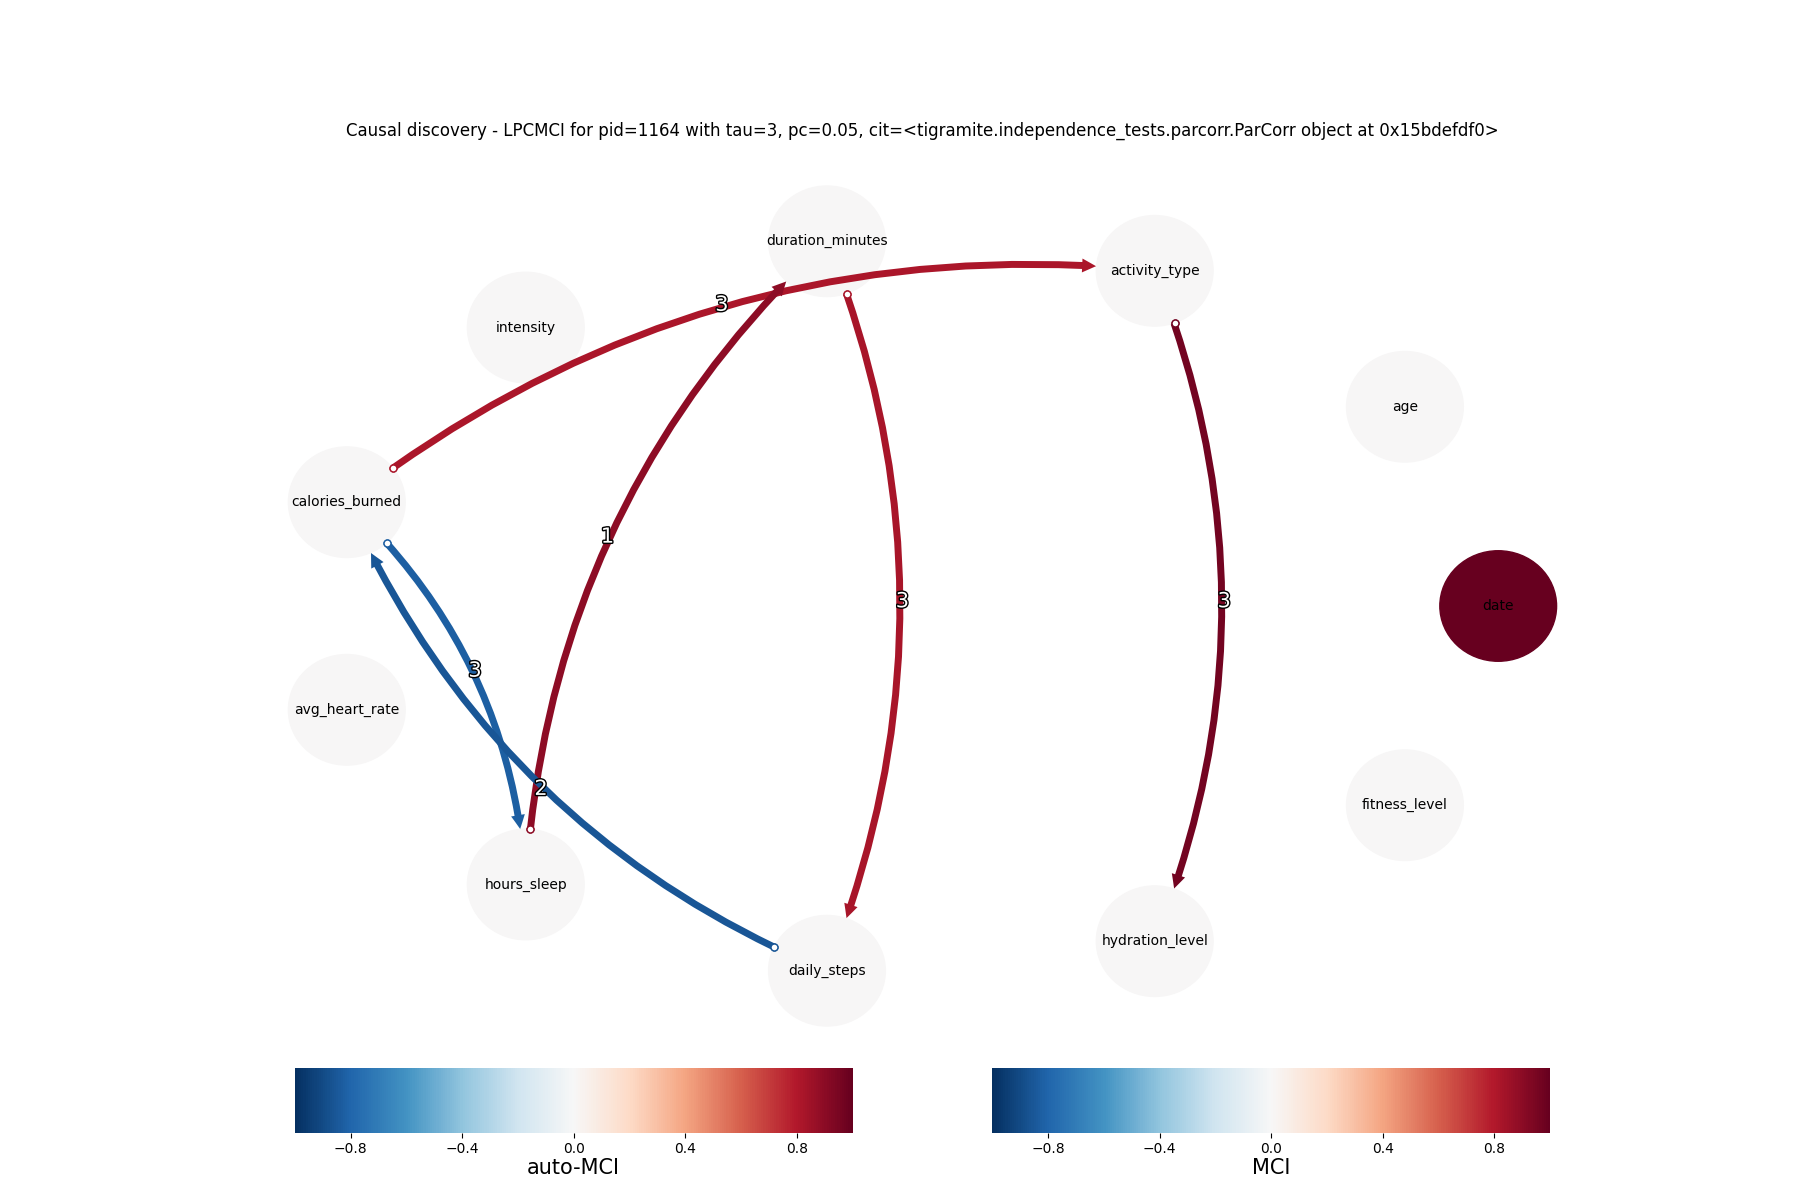 Causal discovery - LPCMCI for pid=1164 with tau=3, pc=0.05, cit=<tigramite.independence_tests.parcorr.ParCorr object at 0x15bdefdf0>
duration_minutes
activity_type
3
intensity
age
calories_burned
1
3
3
date
3
avg_heart_rate
2
fitness_level
hours_sleep
hydration_level
daily_steps
−0.8 −0.4 0.0 0.4 0.8
auto-MCI
−0.8 −0.4 0.0 0.4 0.8
MCI